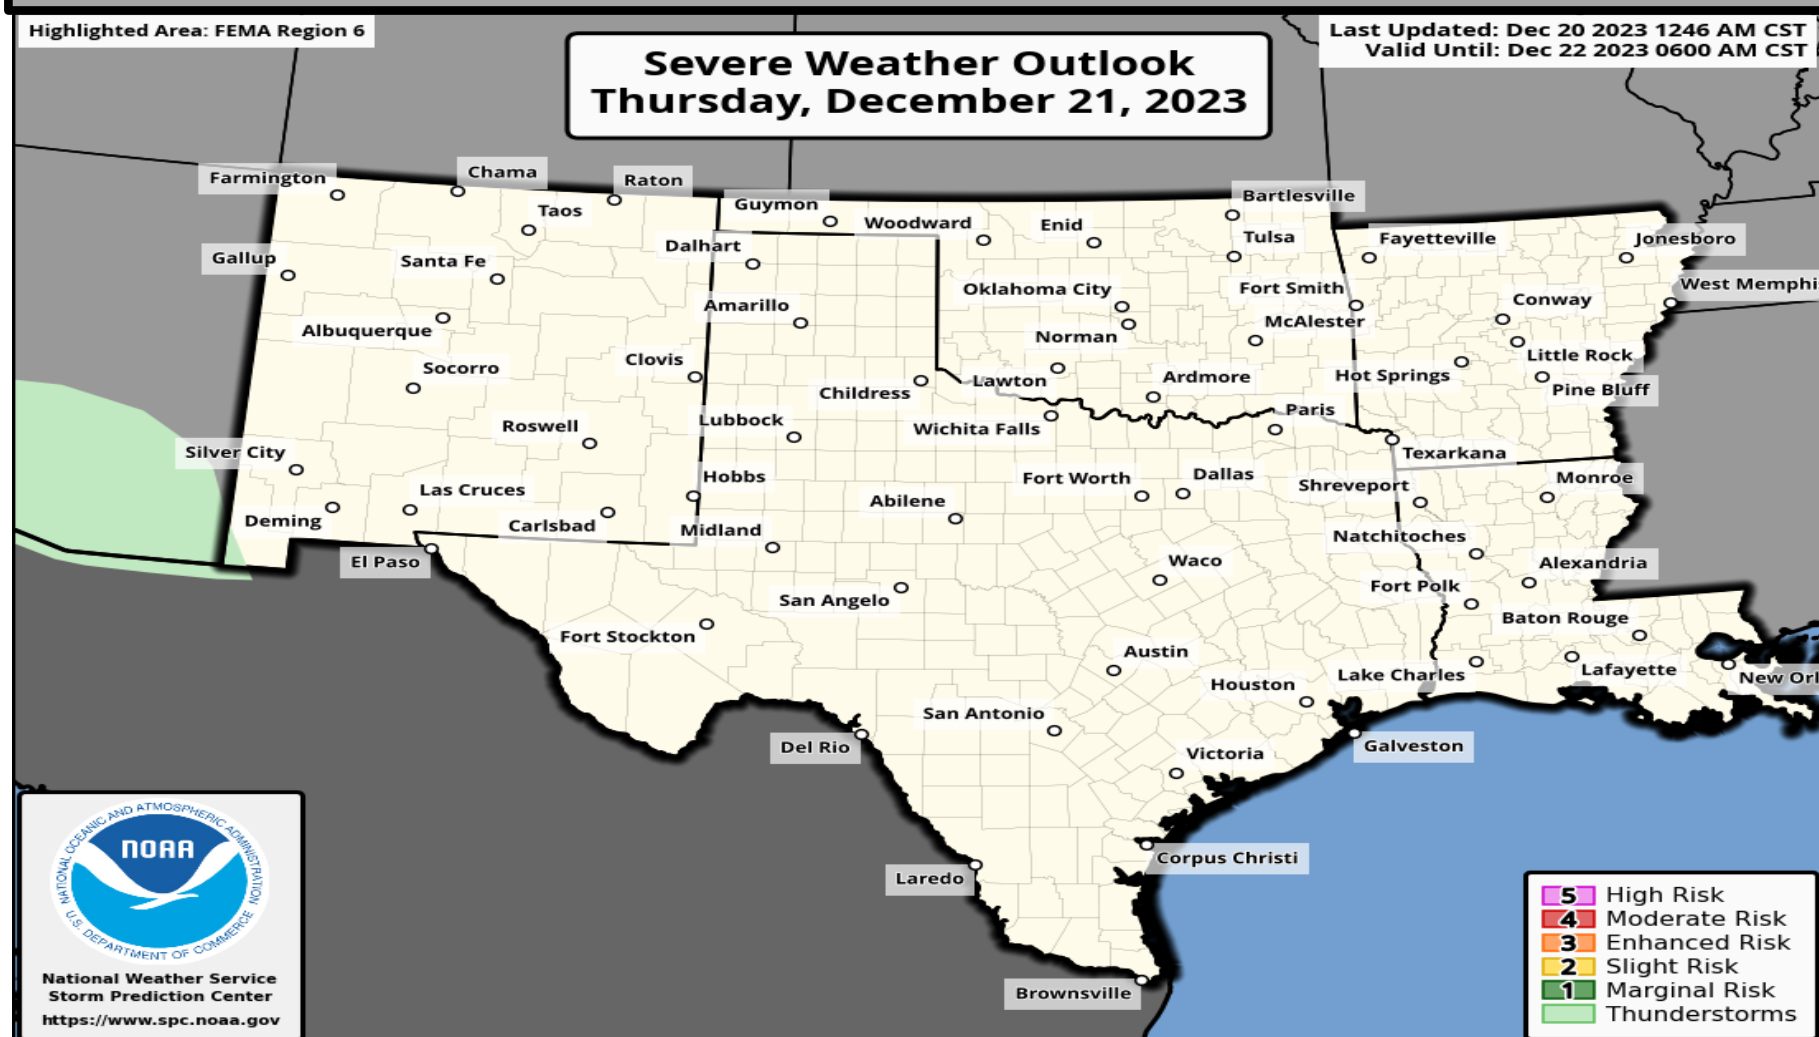 Highlighted Area: FEMA Region 6
Last Updated: Dec 20 2023 1246 AM CST
Valid Until: Dec 22 2023 0600 AM CST
Severe Weather Outlook
Thursday, December 21, 2023
Farmington
Chama
Raton
Taos
Guymon
Woodward
Enid
Bartlesville
Tulsa
Fayetteville
Jonesboro
Gallup
Santa Fe
Dalhart
Oklahoma City
Fort Smith
West Memphi
Conway
Amarillo
Albuquerque
Norman
McAlester
Little Rock
Socorro
Clovis
Childress
Lawton
Ardmore
Hot Springs
Pine Bluff
Paris
Roswell
Lubbock
Wichita Falls
Silver City
Texarkana
Hobbs
Fort Worth
Dallas
Shreveport
Monroe
Las Cruces
Abilene
Deming
Carlsbad
Midland
Natchitoches
El Paso
Waco
Alexandria
San Angelo
Fort Polk
Baton Rouge
Fort Stockton
Austin
Lake Charles
Lafayette
New Orl
Houston
San Antonio
Del Rio
Victoria
Galveston
Corpus Christi
Laredo
Brownsville
NATIONAL OCEANIC AND ATMOSPHERIC ADMINISTRATION
NOAA
U.S. DEPARTMENT OF COMMERCE
National Weather Service
Storm Prediction Center
https://www.spc.noaa.gov
5 High Risk
4 Moderate Risk
3 Enhanced Risk
2 Slight Risk
1 Marginal Risk
Thunderstorms